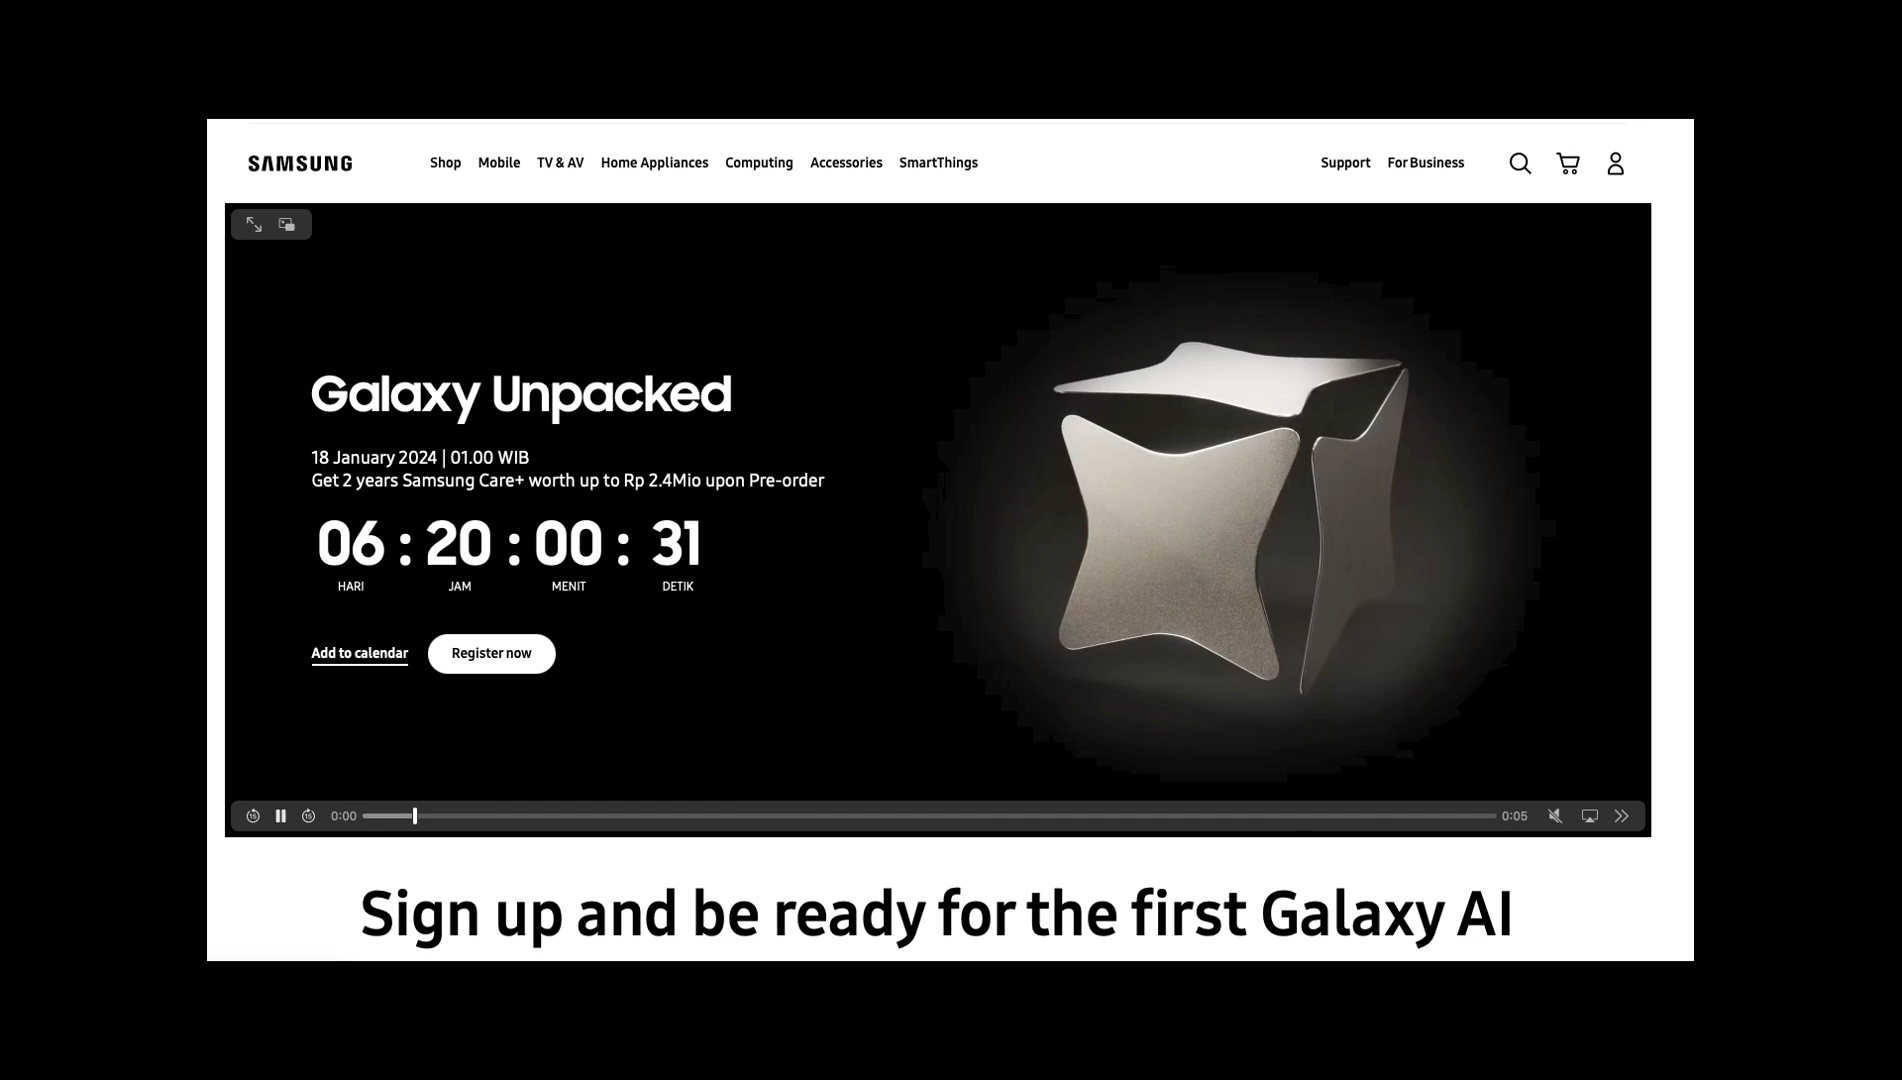 SAMSUNG
Shop Mobile TV & AV Home Appliances Computing Accessories SmartThings Support For Business
Galaxy Unpacked
18 January 2024 | 01.00 WIB
Get 2 years Samsung Care+ worth up to Rp 2.4Mio upon Pre-order
06 : 20 : 00 : 31
HARI JAM MENIT DETIK
Add to calendar Register now
15 15 0:00 0:05
Sign up and be ready for the first Galaxy AI